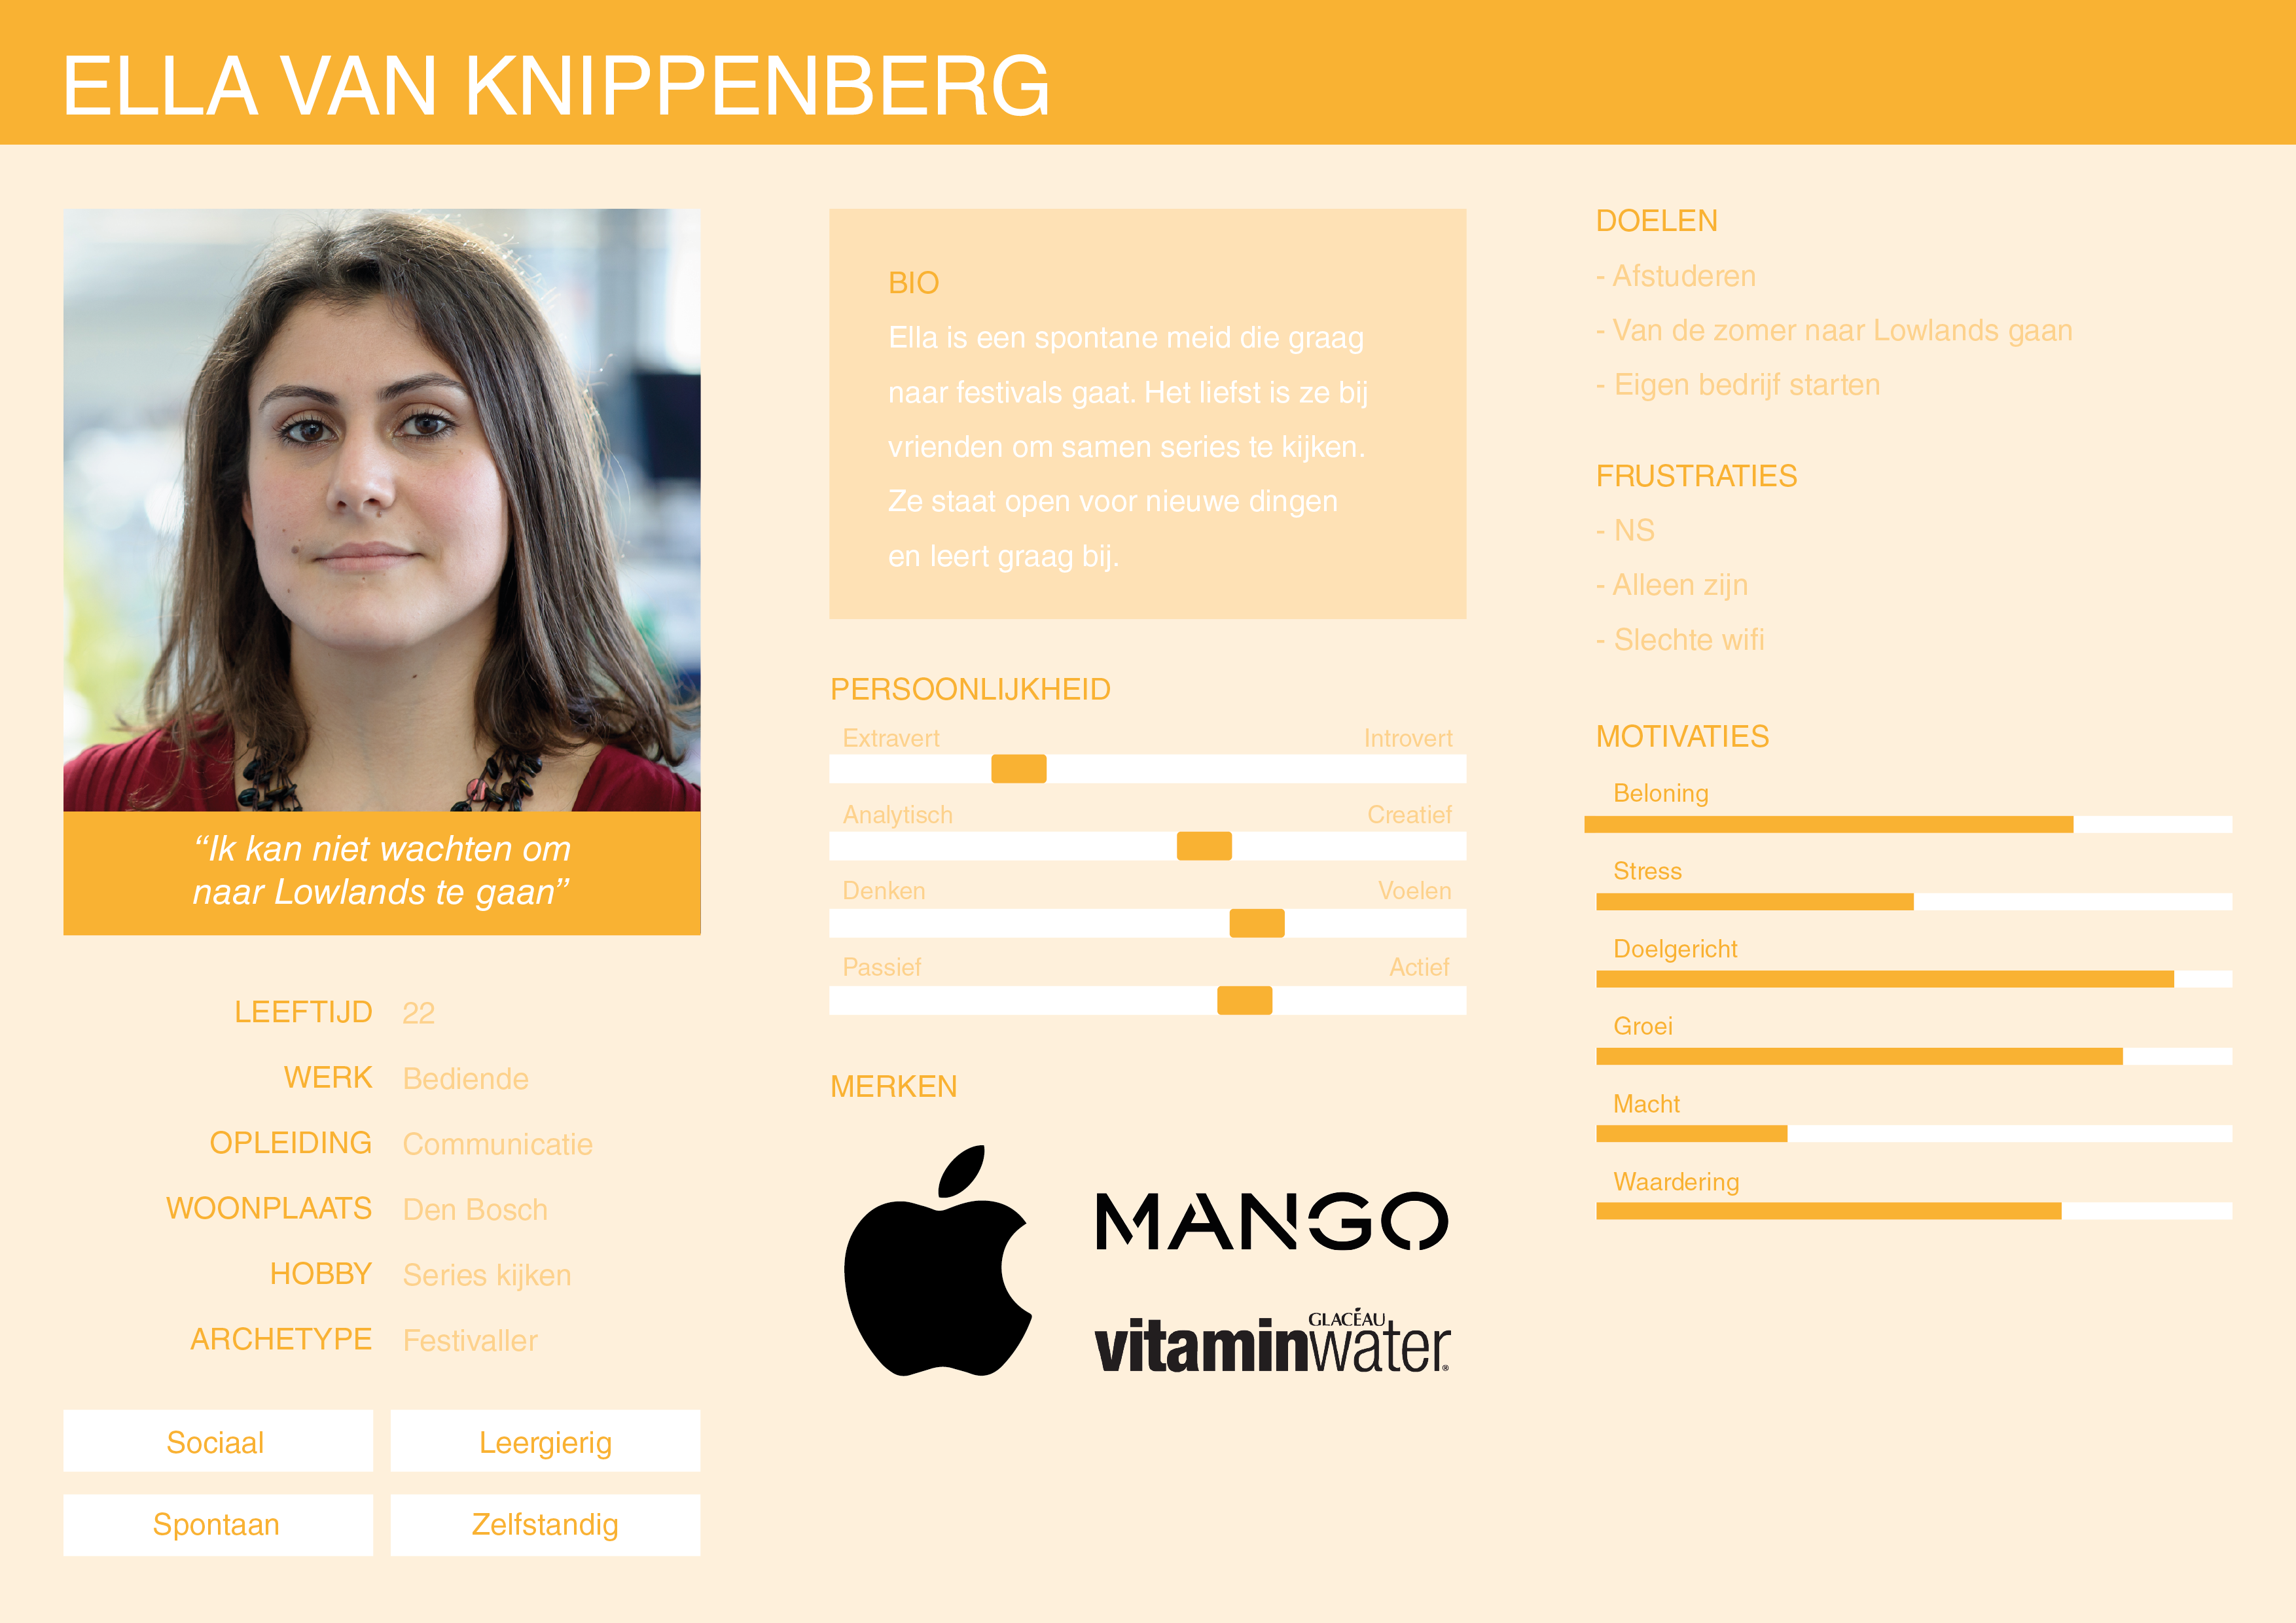 ELLA VAN KNIPPENBERG
“Ik kan niet wachten om
naar Lowlands te gaan”
LEEFTIJD 22
WERK Bediende
OPLEIDING Communicatie
WOONPLAATS Den Bosch
HOBBY Series kijken
ARCHETYPE Festivaller
Sociaal Leergierig
Spontaan Zelfstandig
BIO
Ella is een spontane meid die graag
naar festivals gaat. Het liefst is ze bij
vrienden om samen series te kijken.
Ze staat open voor nieuwe dingen
en leert graag bij.
PERSOONLIJKHEID
Extravert Introvert
Analytisch Creatief
Denken Voelen
Passief Actief
MERKEN
MANGO
GLACÉAU
vitaminwater®
DOELEN
- Afstuderen
- Van de zomer naar Lowlands gaan
- Eigen bedrijf starten
FRUSTRATIES
- NS
- Alleen zijn
- Slechte wifi
MOTIVATIES
Beloning
Stress
Doelgericht
Groei
Macht
Waardering